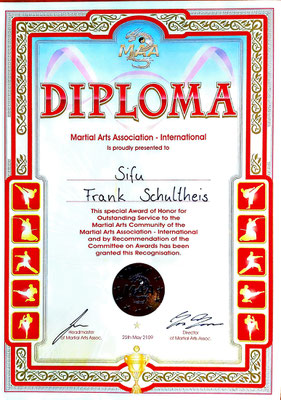 MAA
DIPLOMA
Martial Arts Association - International
Is proudly presented to
Sifu
Frank Schultheis
This special Award of Honor for
Outstanding Service to the
Martial Arts Community of the
Martial Arts Association - International
and by Recommendation of the
Committee on Awards has been
granted this Recognisation.
Headmaster
of Martial Arts Assoc.
Director
of Martial Arts Assoc.